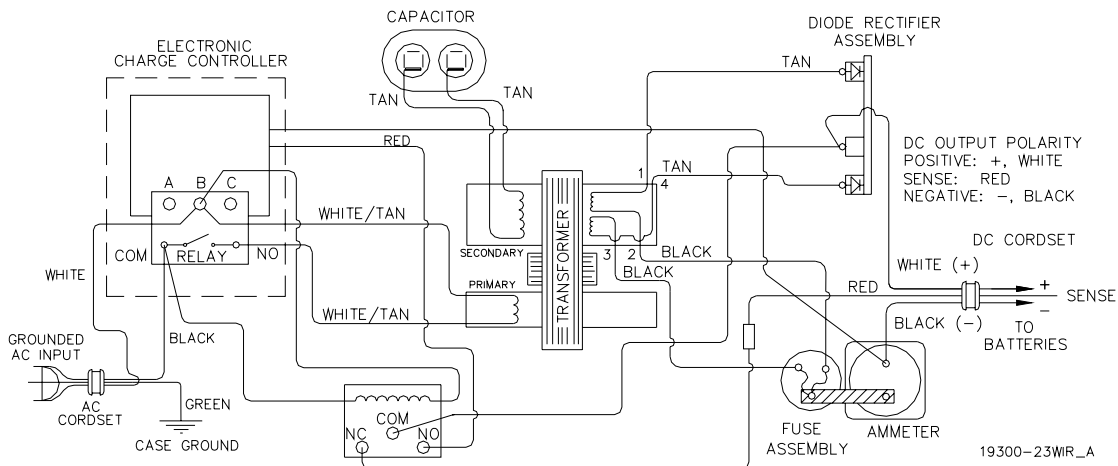 CAPACITOR
DIODE RECTIFIER
ASSEMBLY
ELECTRONIC
CHARGE CONTROLLER
TAN
TAN
TAN
RED
DC OUTPUT POLARITY
POSITIVE: +, WHITE
SENSE: RED
NEGATIVE: -, BLACK
A B C
1
4
TAN
WHITE/TAN
SECONDARY
TRANSFORMER
3 2
BLACK
BLACK
COM
RELAY
NO
DC CORDSET
WHITE
WHITE (+)
PRIMARY
RED
+
SENSE
-
WHITE/TAN
BLACK
BLACK (-)
TO
BATTERIES
GROUNDED
AC INPUT
AC
CORDSET
GREEN
CASE GROUND
COM
NC
NO
FUSE
ASSEMBLY
AMMETER
19300-23WIR_A